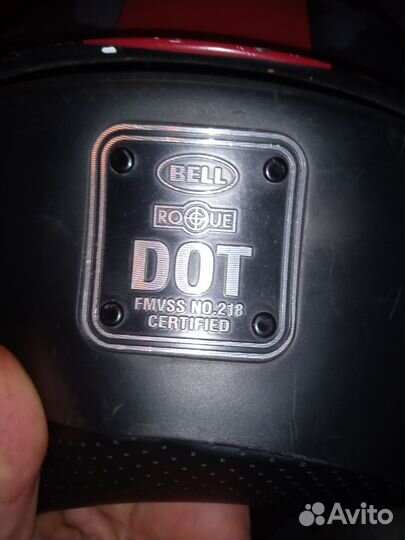 BELL
ROGUE
DOT
FMVSS NO.218
CERTIFIED
Avito